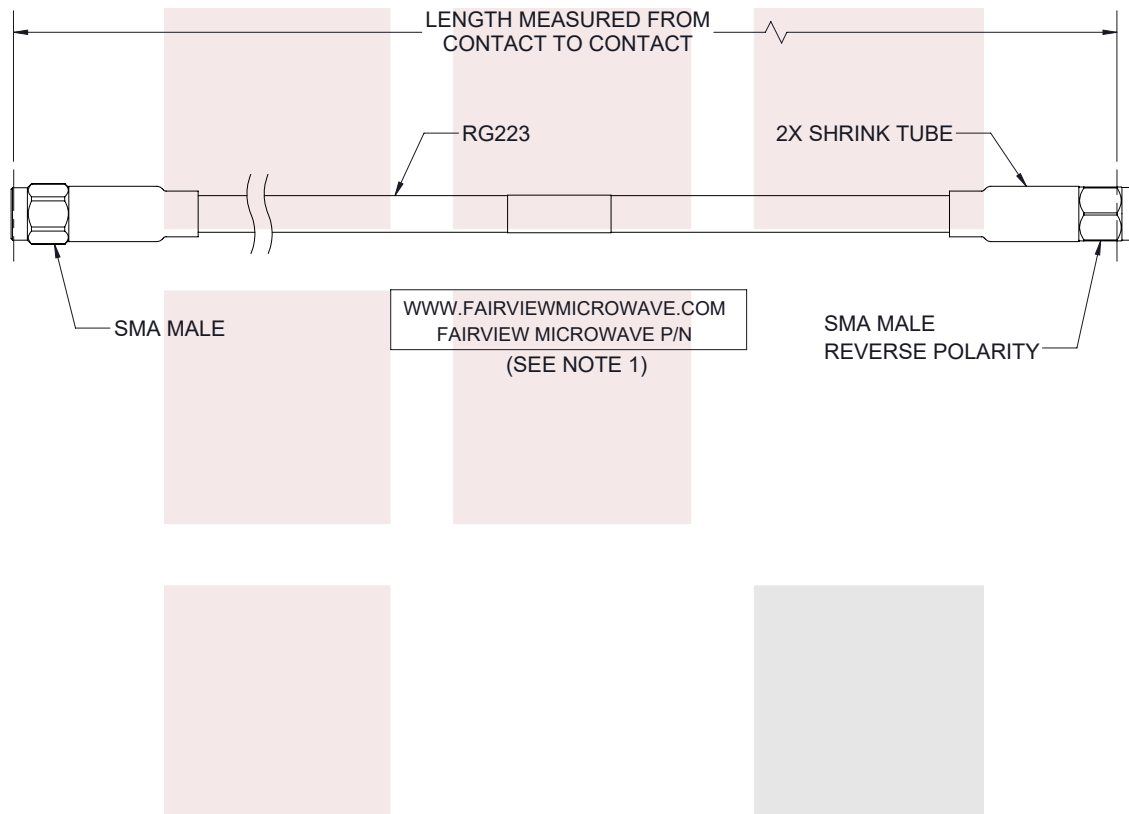 LENGTH MEASURED FROM
CONTACT TO CONTACT
RG223
2X SHRINK TUBE
SMA MALE
WWW.FAIRVIEWMICROWAVE.COM
FAIRVIEW MICROWAVE P/N
(SEE NOTE 1)
SMA MALE
REVERSE POLARITY